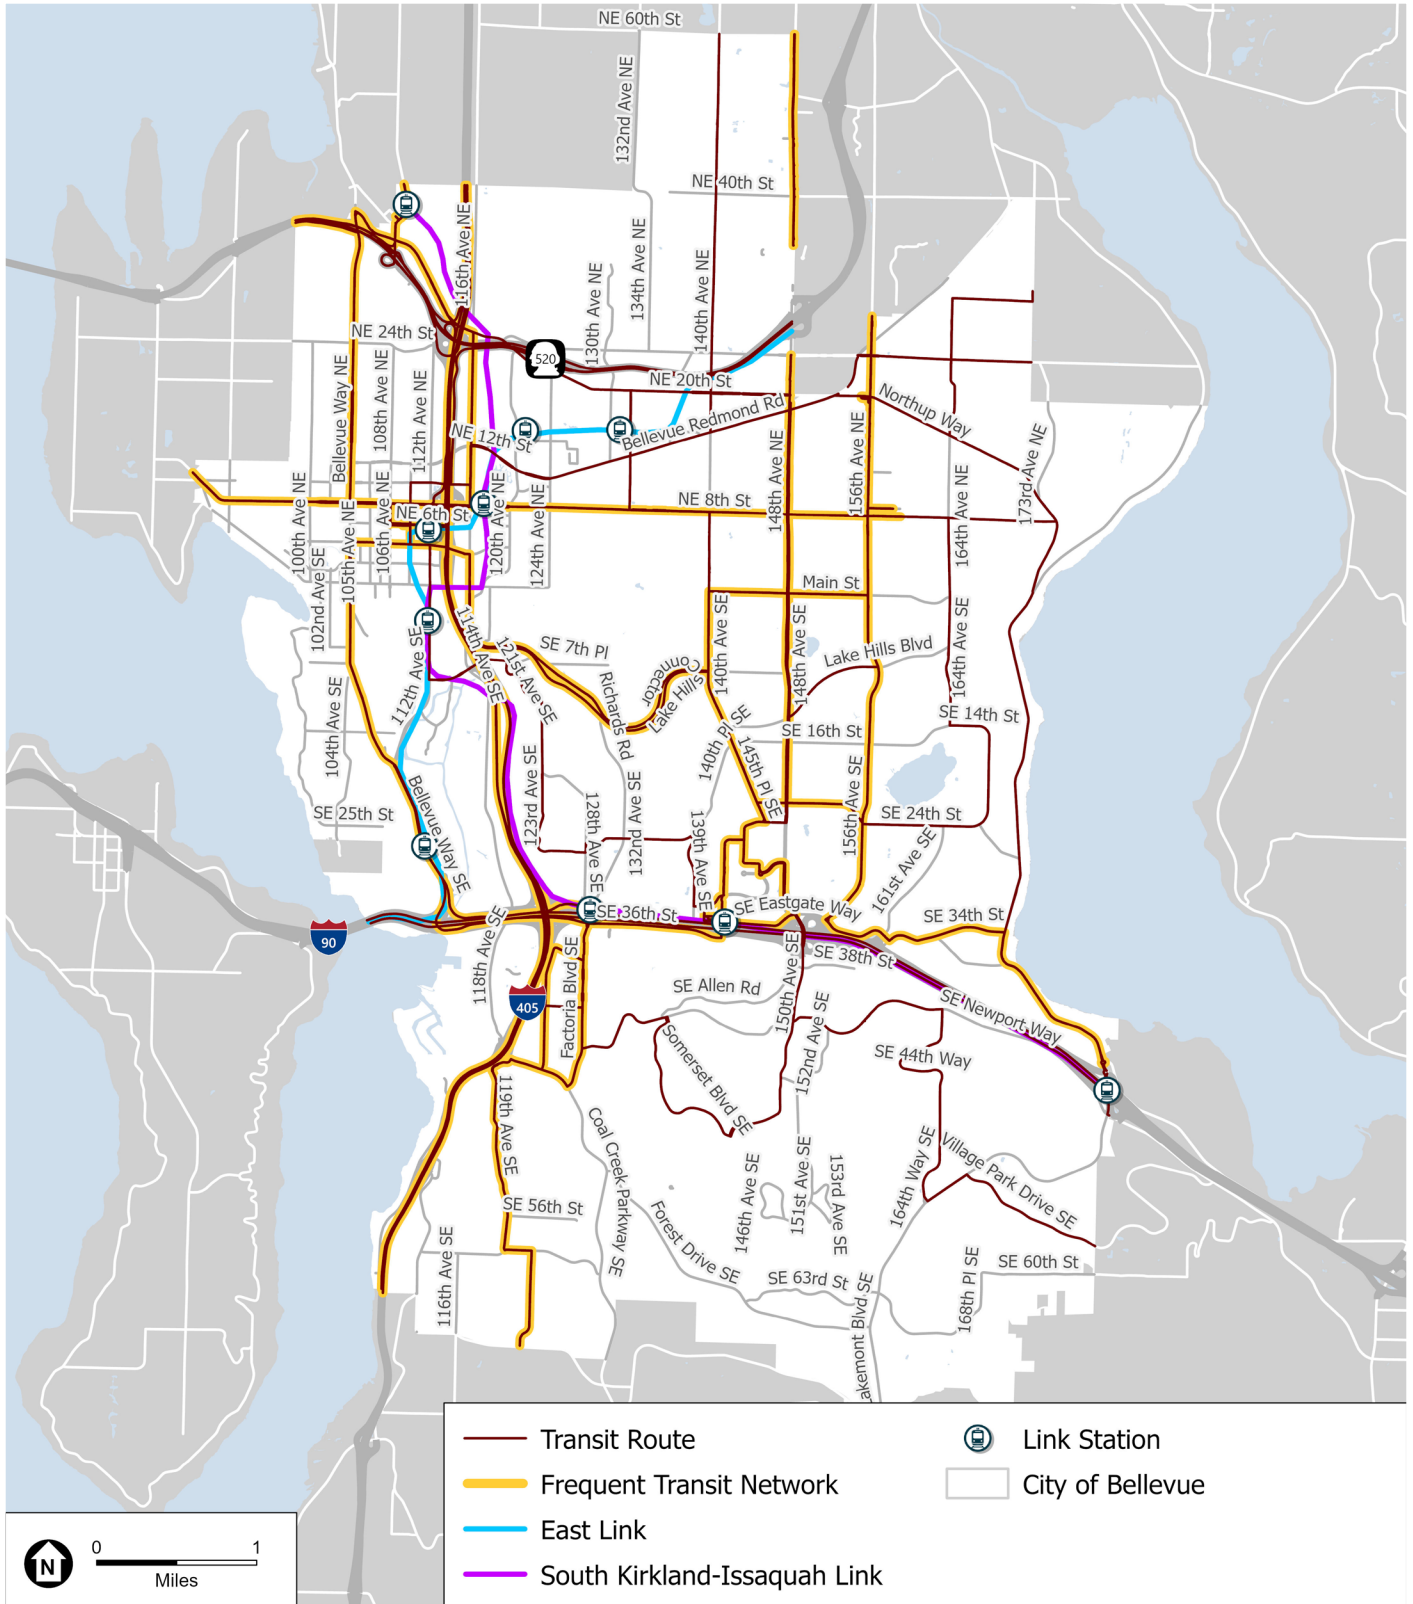 NE 60th St
132nd Ave NE
NE 40th St
116th Ave NE
134th Ave NE
130th Ave NE
140th Ave NE
NE 24th St
520
NE 20th St
Bellevue Way NE
108th Ave NE
112th Ave NE
NE 12th St
Bellevue Redmond Rd
Northup Way
148th Ave NE
156th Ave NE
164th Ave NE
173rd Ave NE
100th Ave NE
105th Ave NE
106th Ave NE
NE 6th St
120th Ave NE
124th Ave NE
NE 8th St
102nd Ave SE
Main St
114th Ave SE
121st Ave SE
SE 7th Pl
Richards Rd
Lake Hills
Connector
140th Ave SE
148th Ave SE
Lake Hills Blvd
164th Ave SE
112th Ave SE
104th Ave SE
140th Pl SE
145th Pl SE
SE 16th St
SE 14th St
SE 25th St
Bellevue Way SE
123rd Ave SE
128th Ave SE
132nd Ave SE
139th Ave SE
156th Ave SE
SE 24th St
161st Ave SE
90
118th Ave SE
SE 36th St
SE Eastgate Way
SE 34th St
SE 38th St
405
Factoria Blvd SE
SE Allen Rd
150th Ave SE
152nd Ave SE
SE Newport Way
SE 44th Way
Somerset Blvd SE
119th Ave SE
Coal Creek Parkway SE
146th Ave SE
151st Ave SE
153rd Ave SE
164th Way SE
Village Park Drive SE
SE 56th St
Forest Drive SE
116th Ave SE
SE 63rd St
168th Pl SE
SE 60th St
akemont Blvd SE
Transit Route
Link Station
Frequent Transit Network
City of Bellevue
East Link
South Kirkland-Issaquah Link
N
0 1
Miles